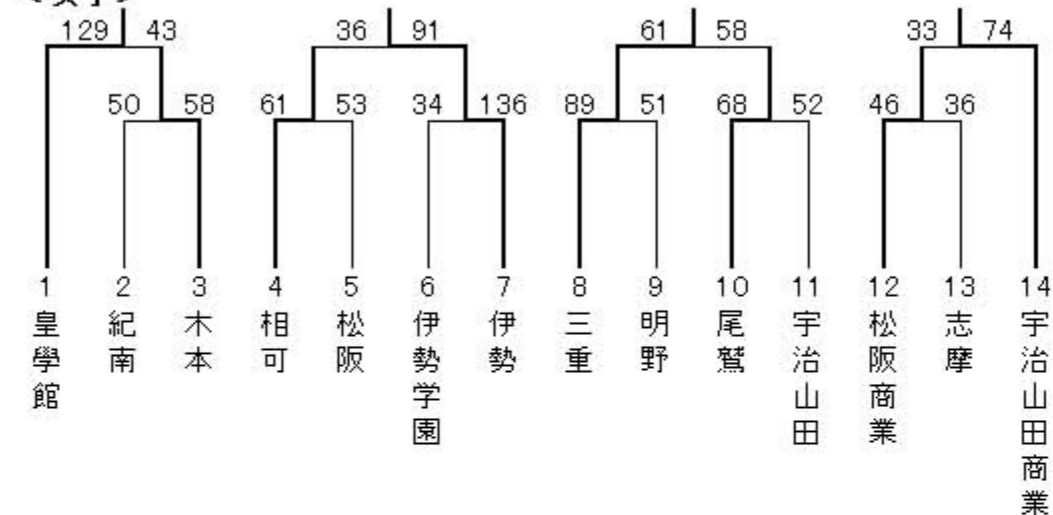 129 43 36 91 61 58 33 74
50 58 61 53 34 136 89 51 68 52 46 36
1 2 3 4 5 6 7 8 9 10 11 12 13 14
皇學館
紀南
木本
相可
松阪
伊勢学園
伊勢
三重
明野
尾鷲
宇治山田
松阪商業
志摩
宇治山田商業